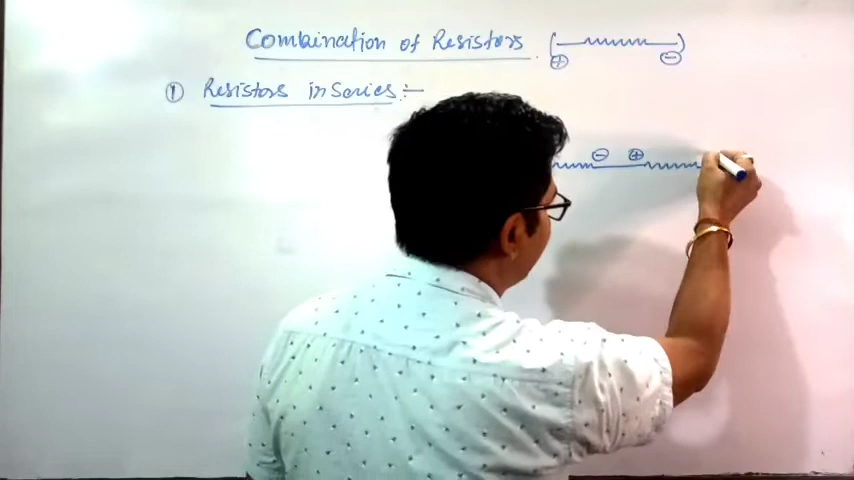 Combination of Resistors
+ -
① Resistors in Series :-
- +